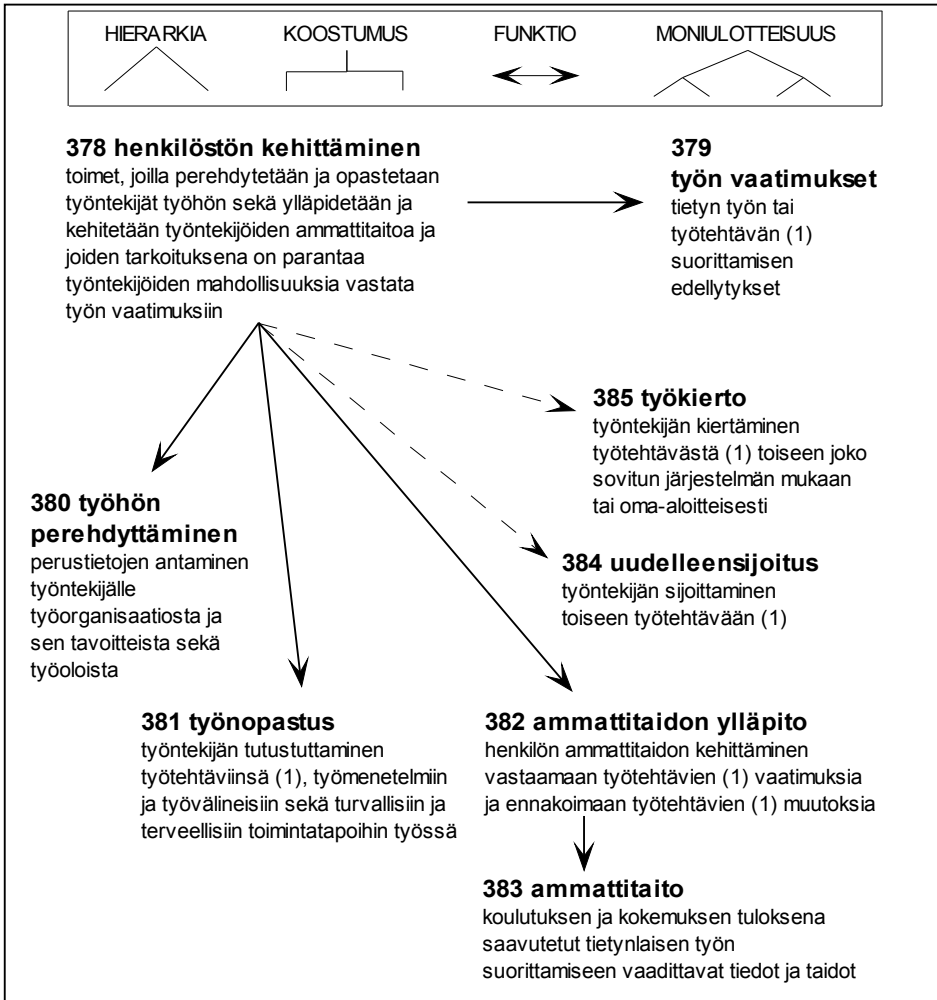 HIERARKIA KOOSTUMUS FUNKTIO MONIULOTTEISUUS
378 henkilöstön kehittäminen
toimet, joilla perehdytetään ja opastetaan
työntekijät työhön sekä ylläpidetään ja
kehitetään työntekijöiden ammattitaitoa ja
joiden tarkoituksena on parantaa
työntekijöiden mahdollisuuksia vastata
työn vaatimuksiin
379
työn vaatimukset
tietyn työn tai
työtehtävän (1)
suorittamisen
edellytykset
385 työkierto
työntekijän kiertäminen
työtehtävästä (1) toiseen joko
sovitun järjestelmän mukaan
tai oma-aloitteisesti
380 työhön
perehdyttäminen
perustietojen antaminen
työntekijälle
työorganisaatiosta ja
sen tavoitteista sekä
työoloista
384 uudelleensijoitus
työntekijän sijoittaminen
toiseen työtehtävään (1)
381 työnopastus
työntekijän tutustuttaminen
työtehtäviinsä (1), työmenetelmiin
ja työvälineisiin sekä turvallisiin ja
terveellisiin toimintatapoihin työssä
382 ammattitaidon ylläpito
henkilön ammattitaidon kehittäminen
vastaamaan työtehtävien (1) vaatimuksia
ja ennakoimaan työtehtävien (1) muutoksia
383 ammattitaito
koulutuksen ja kokemuksen tuloksena
saavutetut tietynlaisen työn
suorittamiseen vaadittavat tiedot ja taidot